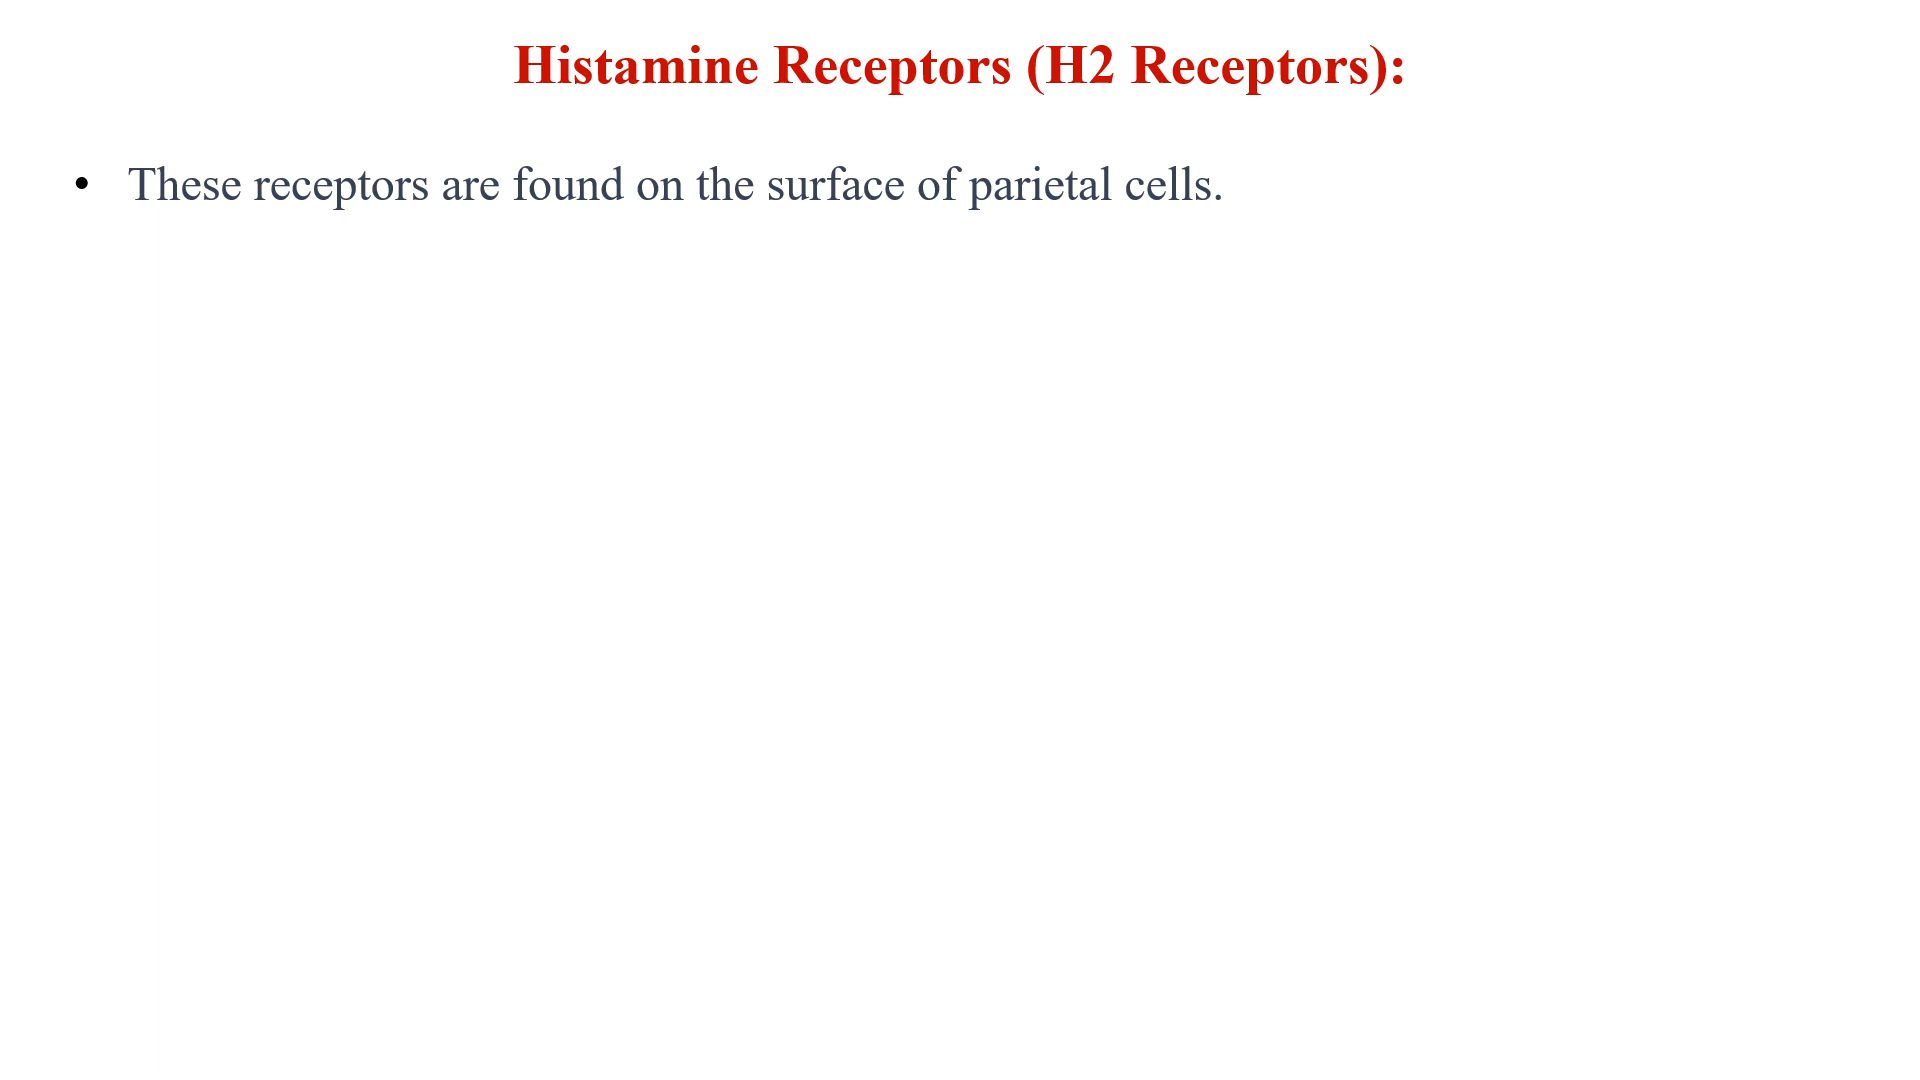 Histamine Receptors (H2 Receptors):
• These receptors are found on the surface of parietal cells.